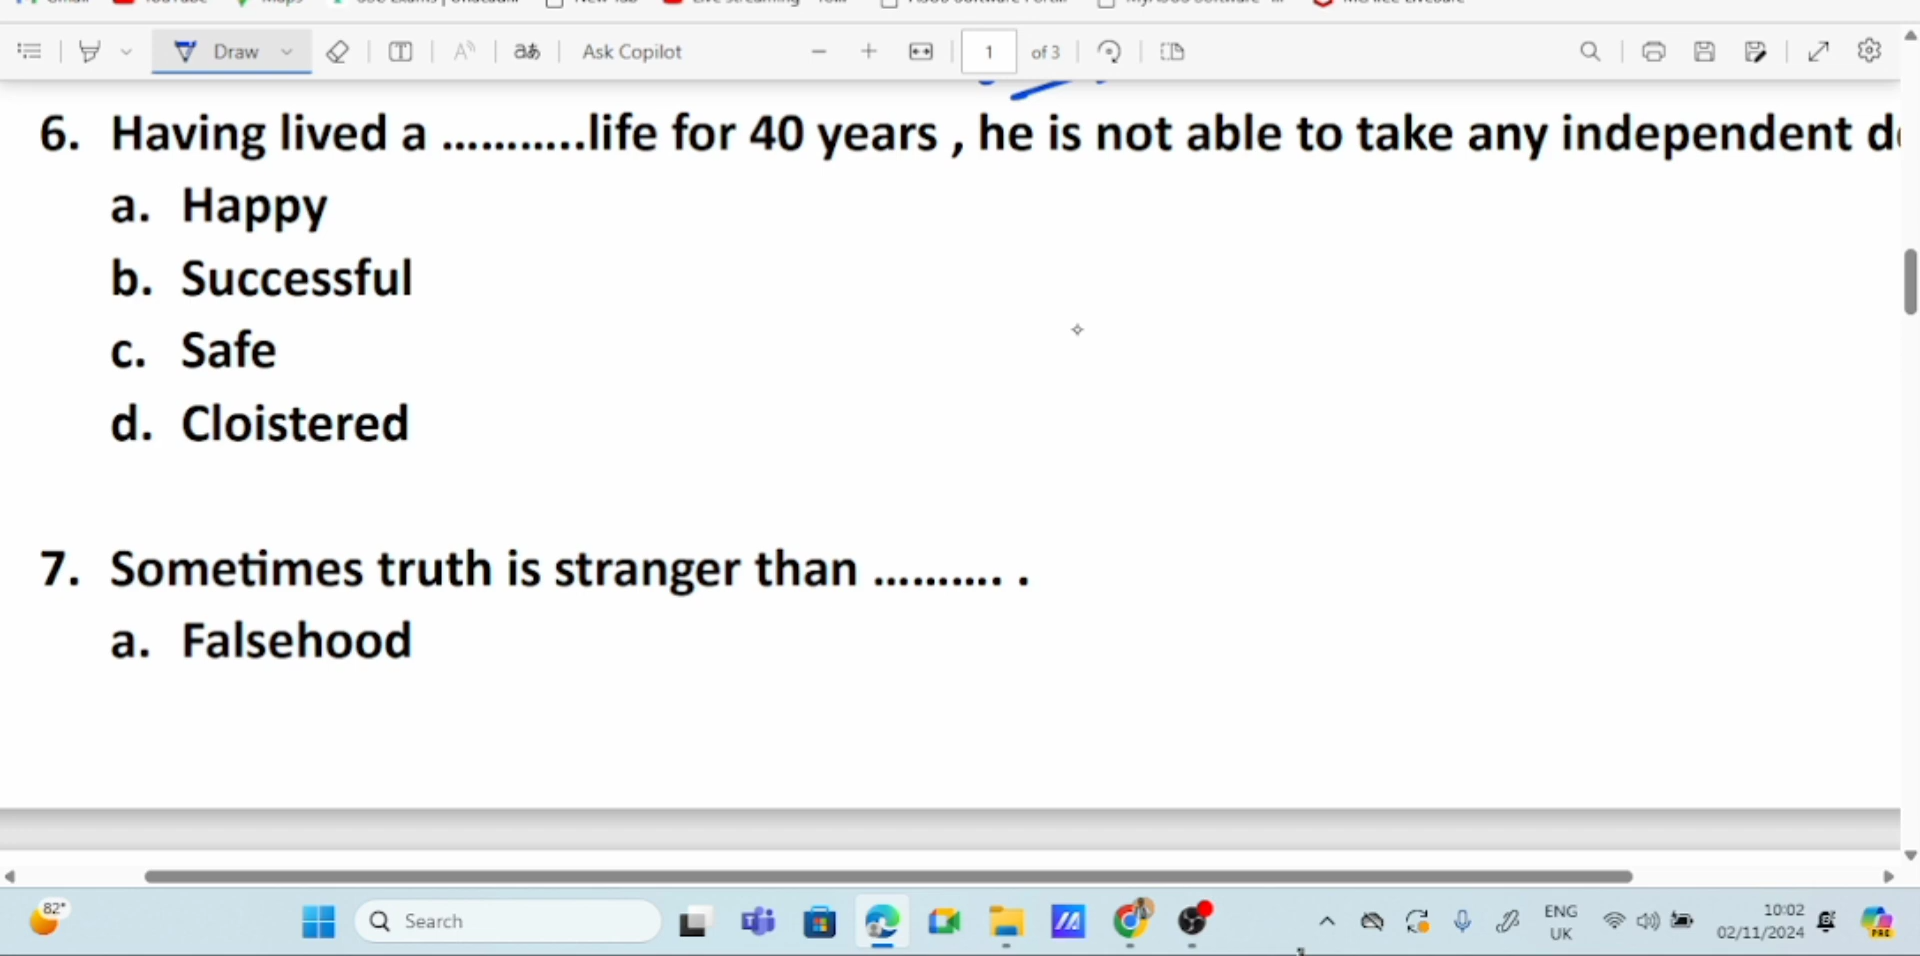 Draw
Ask Copilot
1
of 3
6. Having lived a ...........life for 40 years , he is not able to take any independent
a. Happy
b. Successful
c. Safe
d. Cloistered
7. Sometimes truth is stranger than .......... .
a. Falsehood
82°
Search
ENG
UK
10:02
02/11/2024